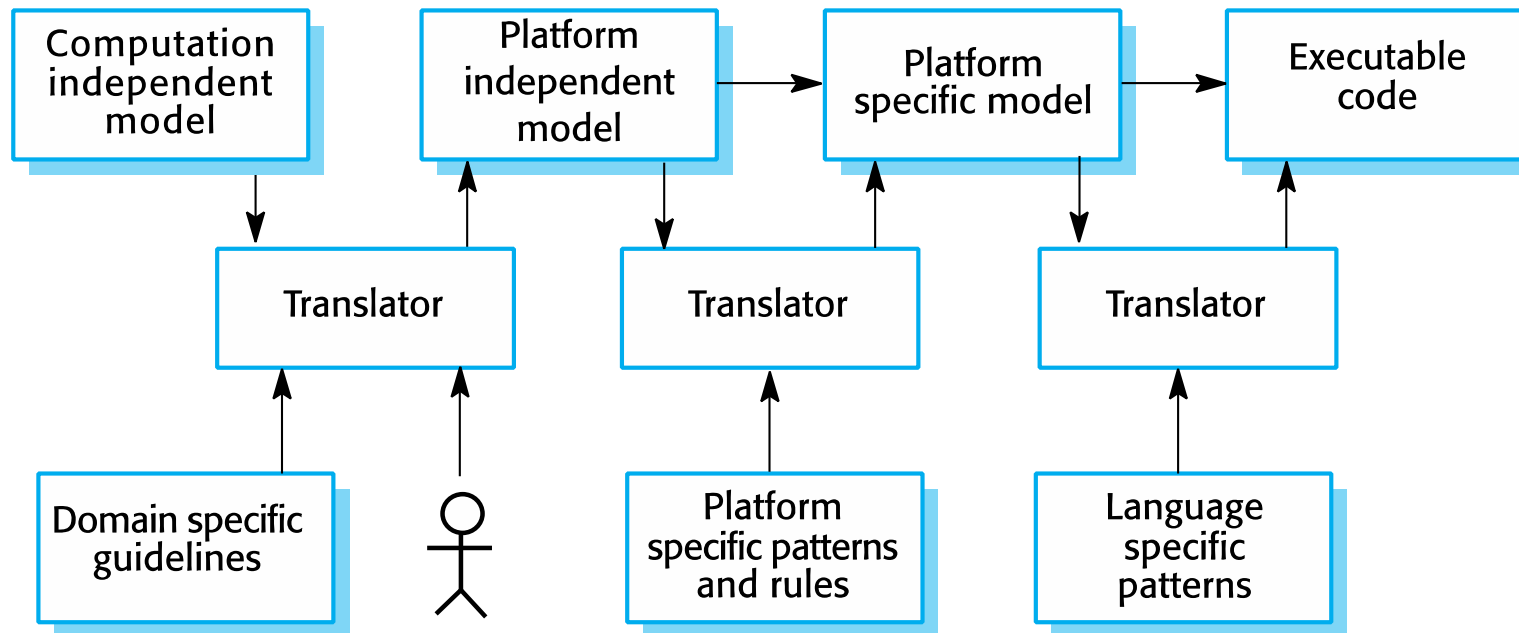 Computation
independent
model
Platform
independent
model
Platform
specific model
Executable
code
Translator
Translator
Translator
Domain specific
guidelines
Platform
specific patterns
and rules
Language
specific
patterns